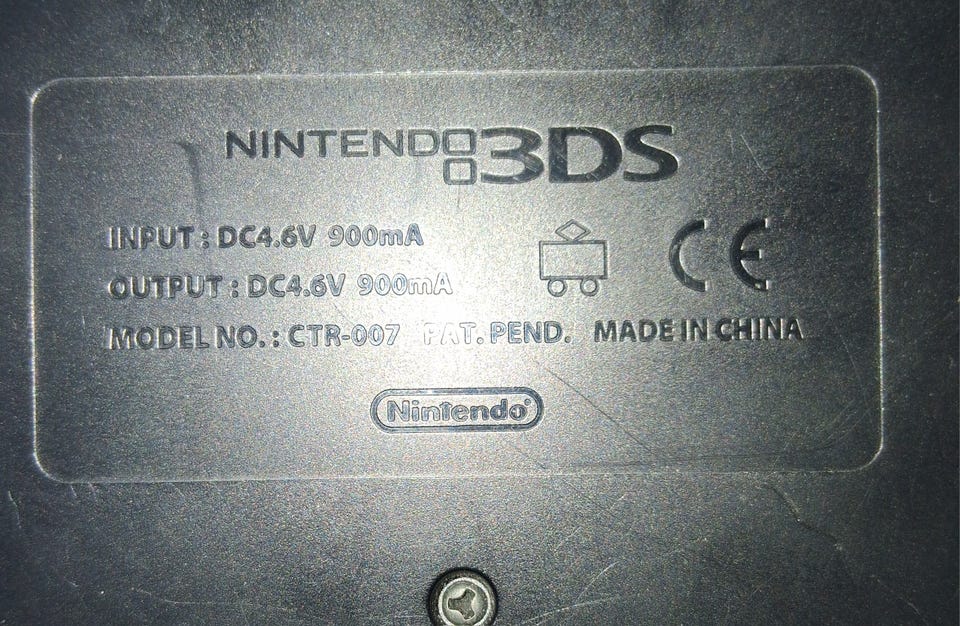 NINTENDO 3DS
INPUT : DC4.6V 900mA
OUTPUT : DC4.6V 900mA
CE
MODEL NO. : CTR-007 PAT. PEND. MADE IN CHINA
Nintendo®